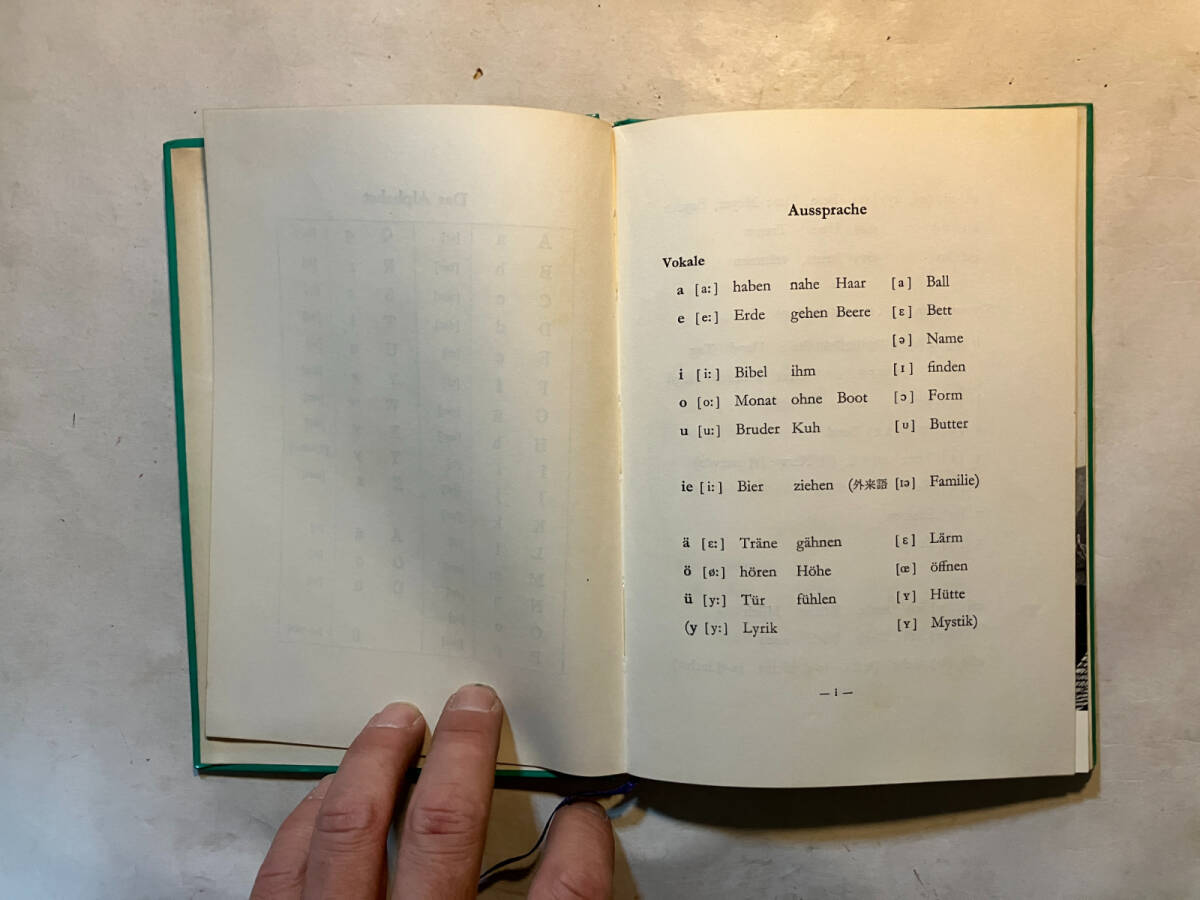 Aussprache
Vokale
a [a:] haben nahe Haar [a] Ball
e [e:] Erde gehen Beere [ɛ] Bett
[ə] Name
i [i:] Bibel ihm [ɪ] finden
o [o:] Monat ohne Boot [ɔ] Form
u [u:] Bruder Kuh [ʊ] Butter
ie [i:] Bier ziehen (外来語 [ɪə] Familie)
ä [ɛ:] Träne gähnen [ɛ] Lärm
ö [ø:] hören Höhe [œ] öffnen
ü [y:] Tür fühlen [ʏ] Hütte
(y [y:] Lyrik [ʏ] Mystik)
— i —